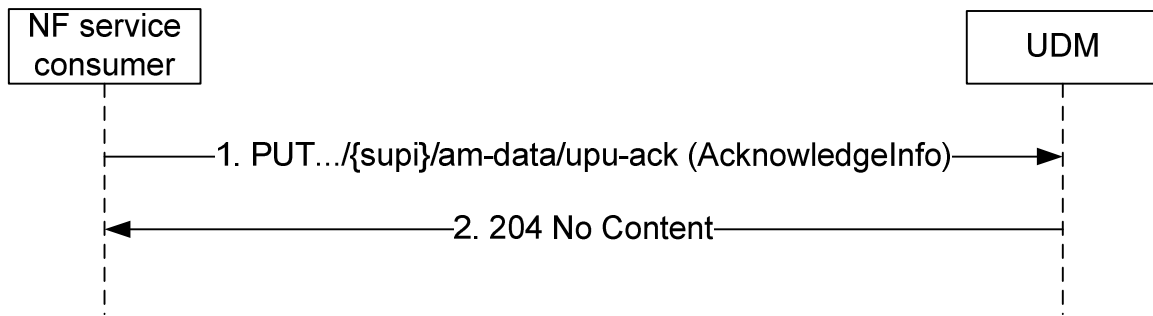 NF service
consumer
UDM
1. PUT.../{supi}/am-data/upu-ack (AcknowledgeInfo)
2. 204 No Content